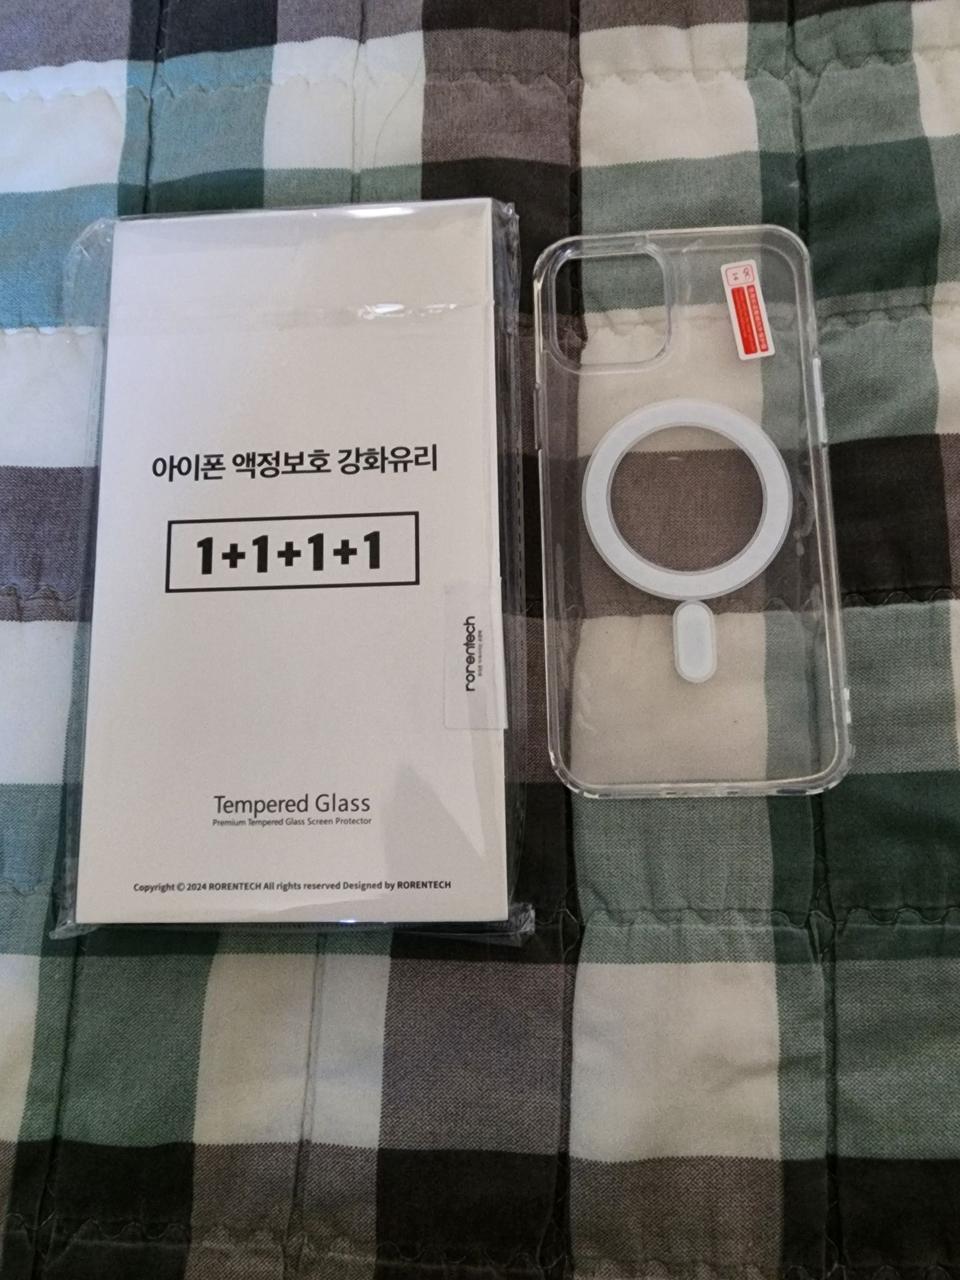 아이폰 액정보호 강화유리
1+1+1+1
rorentech
Tempered Glass
Premium Tempered Glass Screen Protector
Copyright © 2024 RORENTECH All rights reserved Designed by RORENTECH